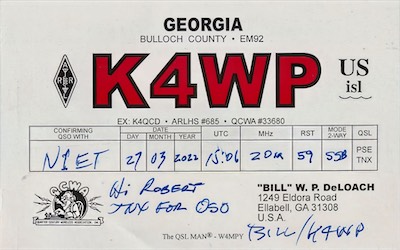 GEORGIA
BULLOCH COUNTY • EM92
K4WP
US
isl
EX: K4QCD • ARLHS #685 • QCWA #33680
CONFIRMING QSO WITH
DATE
DAY MONTH YEAR
UTC
MHz
RST
MODE 2-WAY
QSL
N1ET 27 03 2022 15:06 20m 59 SSB PSE TNX
Hi ROBERT
TNX FOR QSO
"BILL" W. P. DeLOACH
1249 Eldora Road
Ellabell, GA 31308
U.S.A.
BILL/K4WP
QCWA
The QSL MAN® - W4MPY